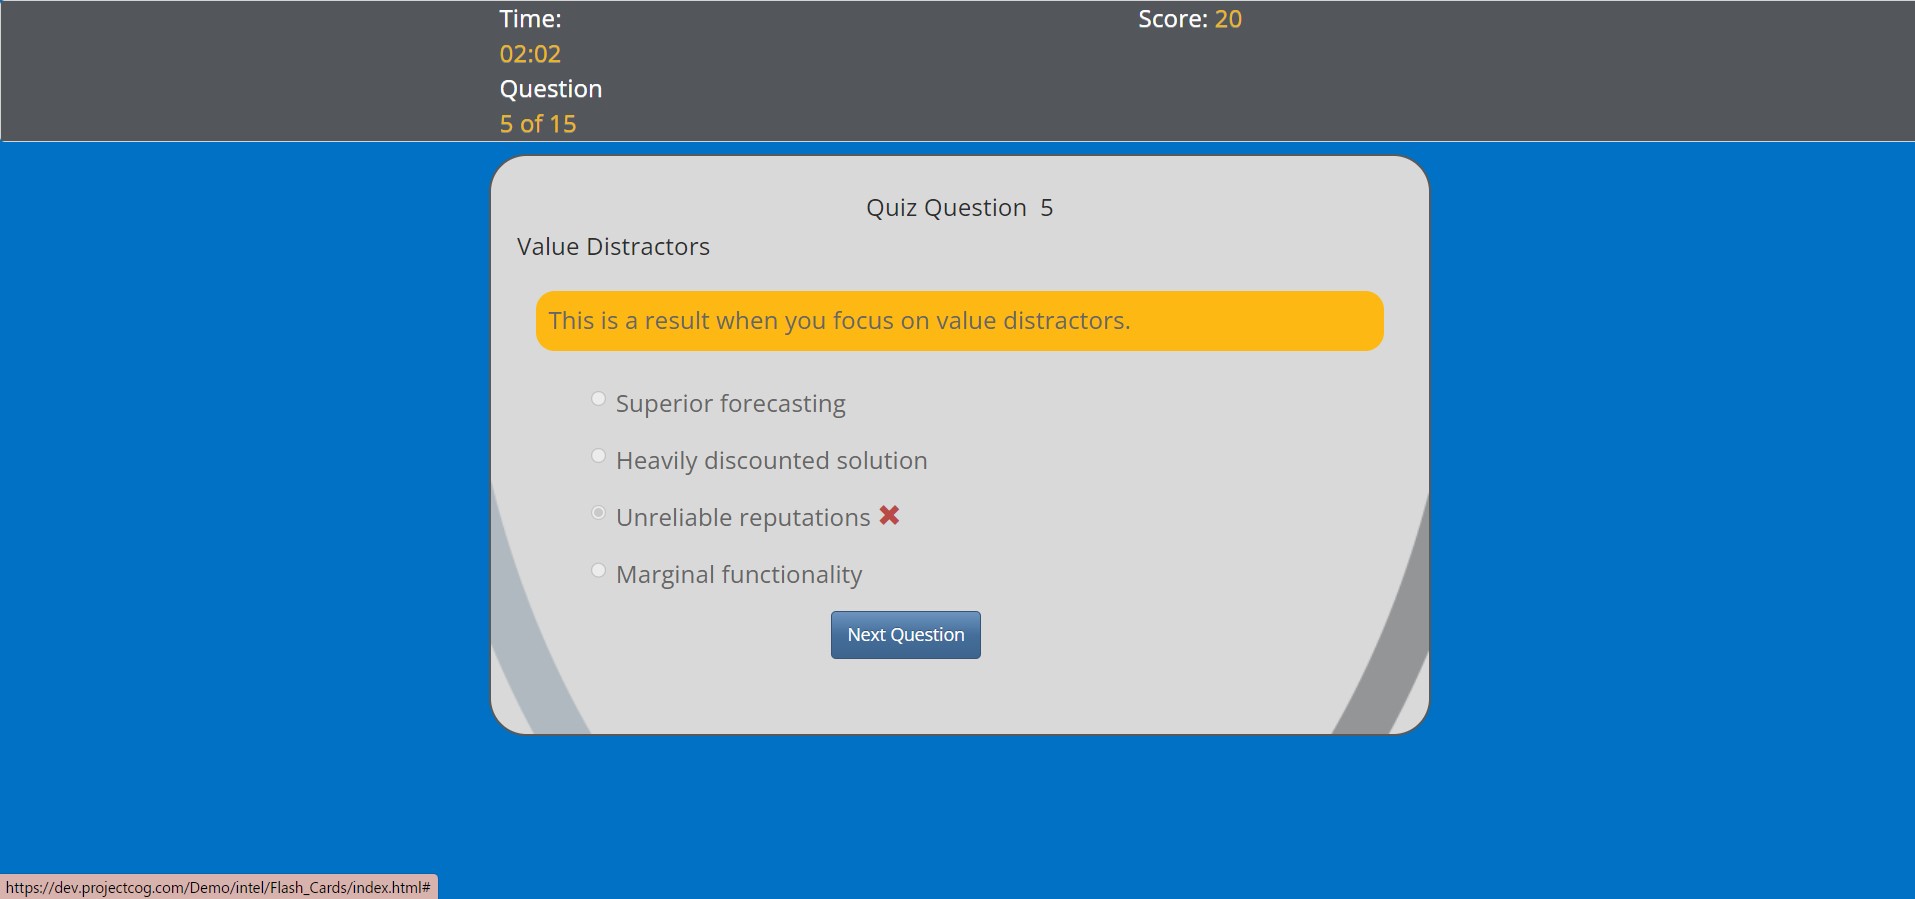 Time:
02:02
Question
5 of 15
Score: 20
Quiz Question 5
Value Distractors
This is a result when you focus on value distractors.
Superior forecasting
Heavily discounted solution
Unreliable reputations
Marginal functionality
Next Question
https://dev.projectcog.com/Demo/intel/Flash_Cards/index.html#